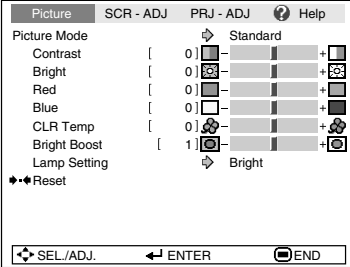 Picture SCR - ADJ PRJ - ADJ ? Help
Picture Mode Standard
Contrast [ 0 ] - +
Bright [ 0 ] - +
Red [ 0 ] - +
Blue [ 0 ] - +
CLR Temp [ 0 ] - +
Bright Boost [ 1 ] - +
Lamp Setting Bright
Reset
SEL./ADJ. ENTER END